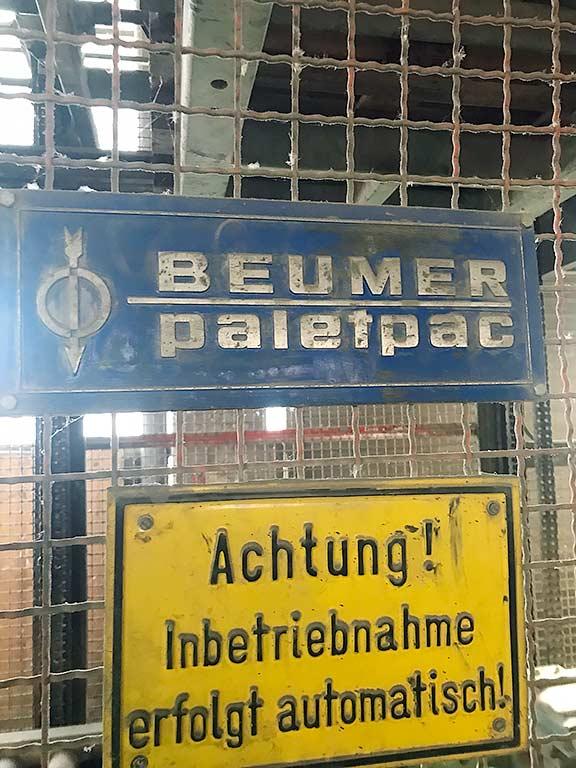 BEUMER
paletpac
Achtung!
Inbetriebnahme
erfolgt automatisch!